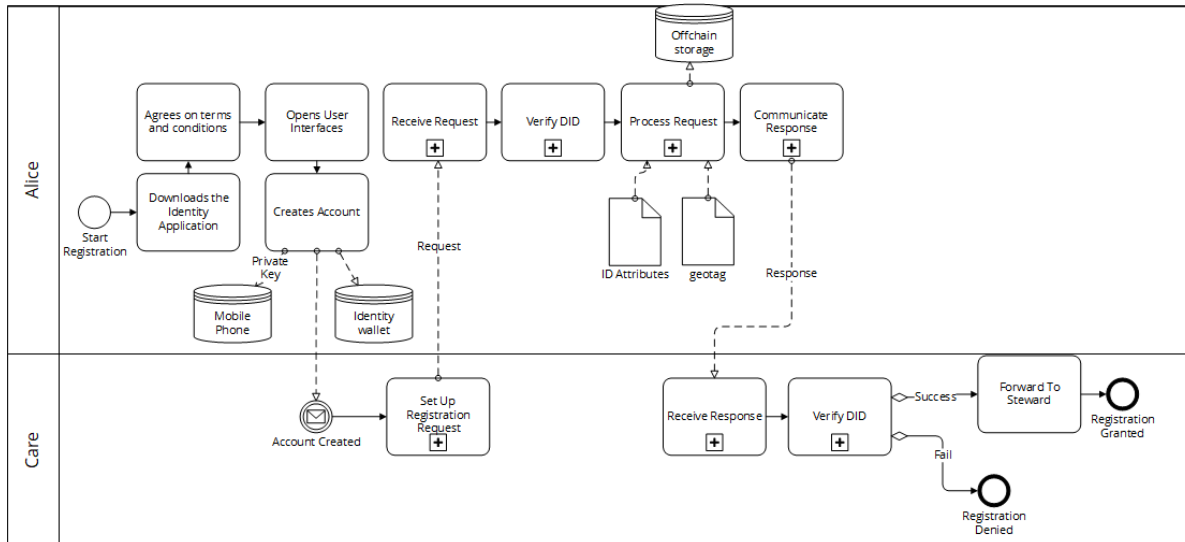 Alice
Offchain
storage
Agrees on terms
and conditions
Opens User
Interfaces
Receive Request
Verify DID
Process Request
Communicate
Response
Downloads the
Identity
Application
Creates Account
Start
Registration
Private
Key
Request
ID Attributes
geotag
Response
Mobile
Phone
Identity
wallet
Care
Account Created
Set Up
Registration
Request
Receive Response
Verify DID
Success
Forward To
Steward
Registration
Granted
Fail
Registration
Denied